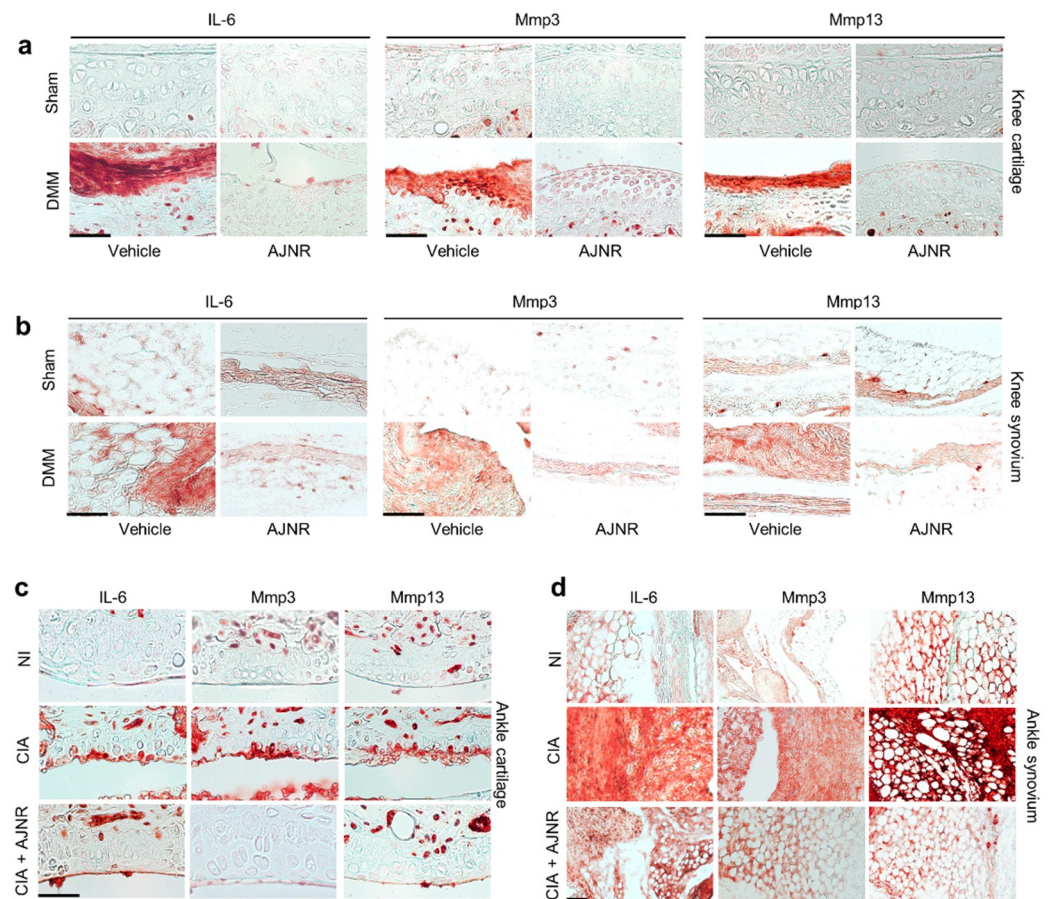 IL-6 Mmp3 Mmp13
a
Sham
DMM
Knee cartilage
Vehicle AJNR Vehicle AJNR Vehicle AJNR
IL-6 Mmp3 Mmp13
b
Sham
DMM
Knee synovium
Vehicle AJNR Vehicle AJNR Vehicle AJNR
c
IL-6 Mmp3 Mmp13
NI
CIA
CIA + AJNR
Ankle cartilage
d
IL-6 Mmp3 Mmp13
NI
CIA
CIA + AJNR
Ankle synovium